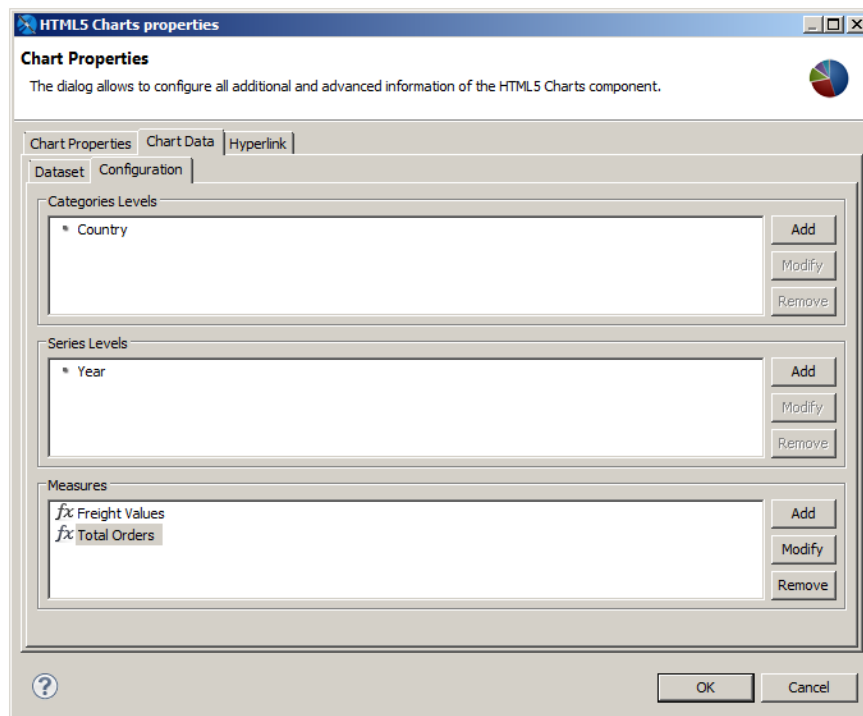 HTML5 Charts properties
Chart Properties
The dialog allows to configure all additional and advanced information of the HTML5 Charts component.
Chart Properties Chart Data Hyperlink
Dataset Configuration
Categories Levels
Country
Add
Modify
Remove
Series Levels
Year
Add
Modify
Remove
Measures
fx Freight Values
fx Total Orders
Add
Modify
Remove
? OK Cancel